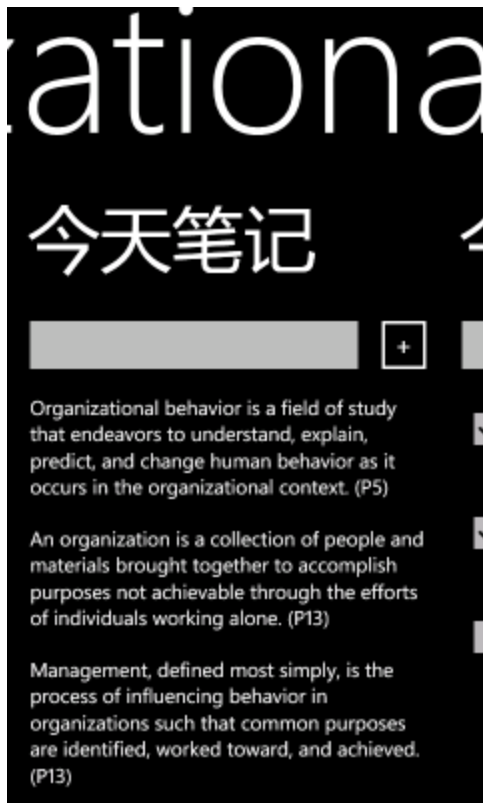 zationa
今天笔记
+
Organizational behavior is a field of study
that endeavors to understand, explain,
predict, and change human behavior as it
occurs in the organizational context. (P5)
An organization is a collection of people and
materials brought together to accomplish
purposes not achievable through the efforts
of individuals working alone. (P13)
Management, defined most simply, is the
process of influencing behavior in
organizations such that common purposes
are identified, worked toward, and achieved.
(P13)